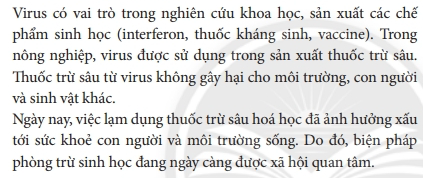 Virus có vai trò trong nghiên cứu khoa học, sản xuất các chế
phẩm sinh học (interferon, thuốc kháng sinh, vaccine). Trong
nông nghiệp, virus được sử dụng trong sản xuất thuốc trừ sâu.
Thuốc trừ sâu từ virus không gây hại cho môi trường, con người
và sinh vật khác.
Ngày nay, việc lạm dụng thuốc trừ sâu hoá học đã ảnh hưởng xấu
tới sức khoẻ con người và môi trường sống. Do đó, biện pháp
phòng trừ sinh học đang ngày càng được xã hội quan tâm.